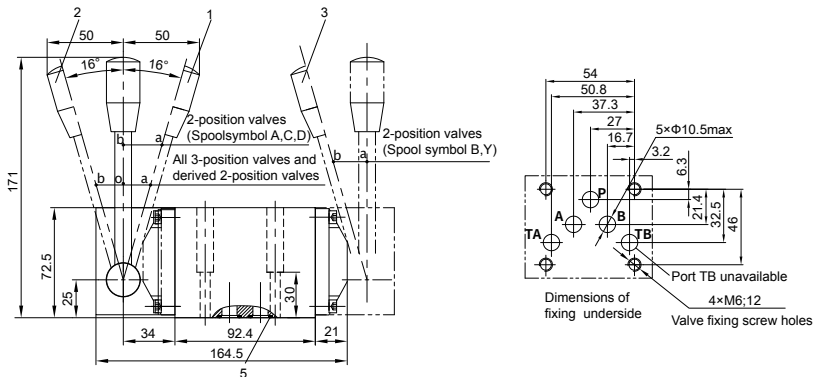 2
50
50
1
3
16°
16°
171
72.5
25
b
a
2-position valves
(Spoolsymbol A,C,D)
All 3-position valves and
derived 2-position valves
b
o
a
b
a
2-position valves
(Spool symbol B,Y)
30
34
92.4
21
164.5
5
54
50.8
37.3
27
16.7
5×Φ10.5max
3.2
6.3
21.4
32.5
46
P
A
B
TA
TB
Port TB unavailable
Dimensions of
fixing underside
4×M6;12
Valve fixing screw holes